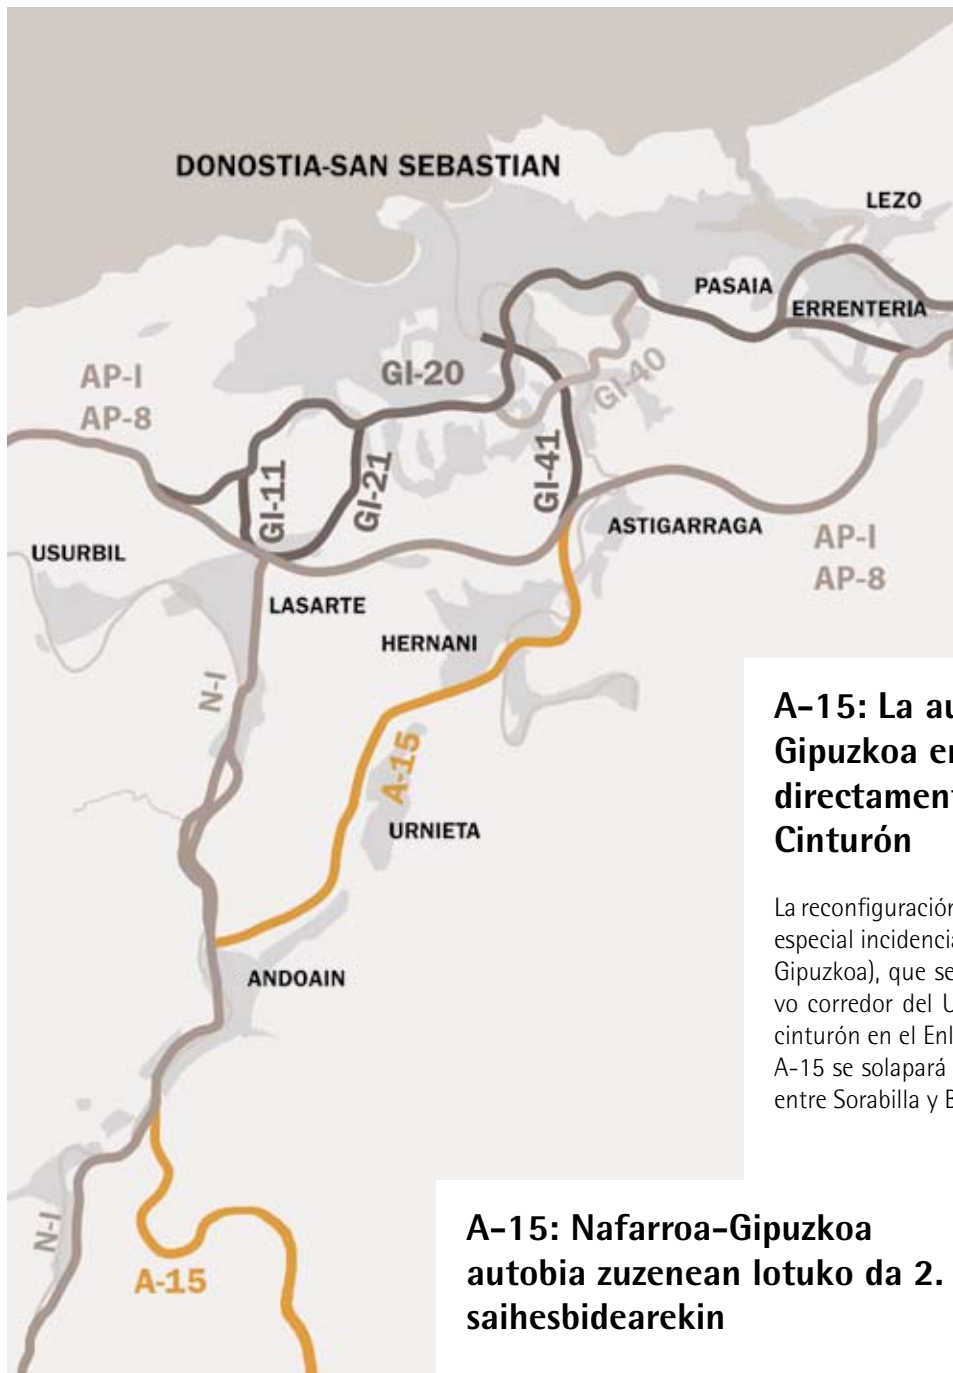 DONOSTIA-SAN SEBASTIAN
LEZO
PASAIA
ERRENTERIA
AP-I
AP-8
GI-20
GI-40
GI-11
GI-21
GI-41
ASTIGARRAGA
AP-I
AP-8
USURBIL
LASARTE
HERNANI
N-I
A-15
URNIETA
ANDOAIN
N-I
A-15
A-15: La au
Gipuzkoa en
directament
Cinturón
La reconfiguración
especial incidencia
Gipuzkoa), que se
vo corredor del U
cinturón en el Enl
A-15 se solapará
entre Sorabilla y B
A-15: Nafarroa-Gipuzkoa
autobia zuzenean lotuko da 2.
saihesbidearekin